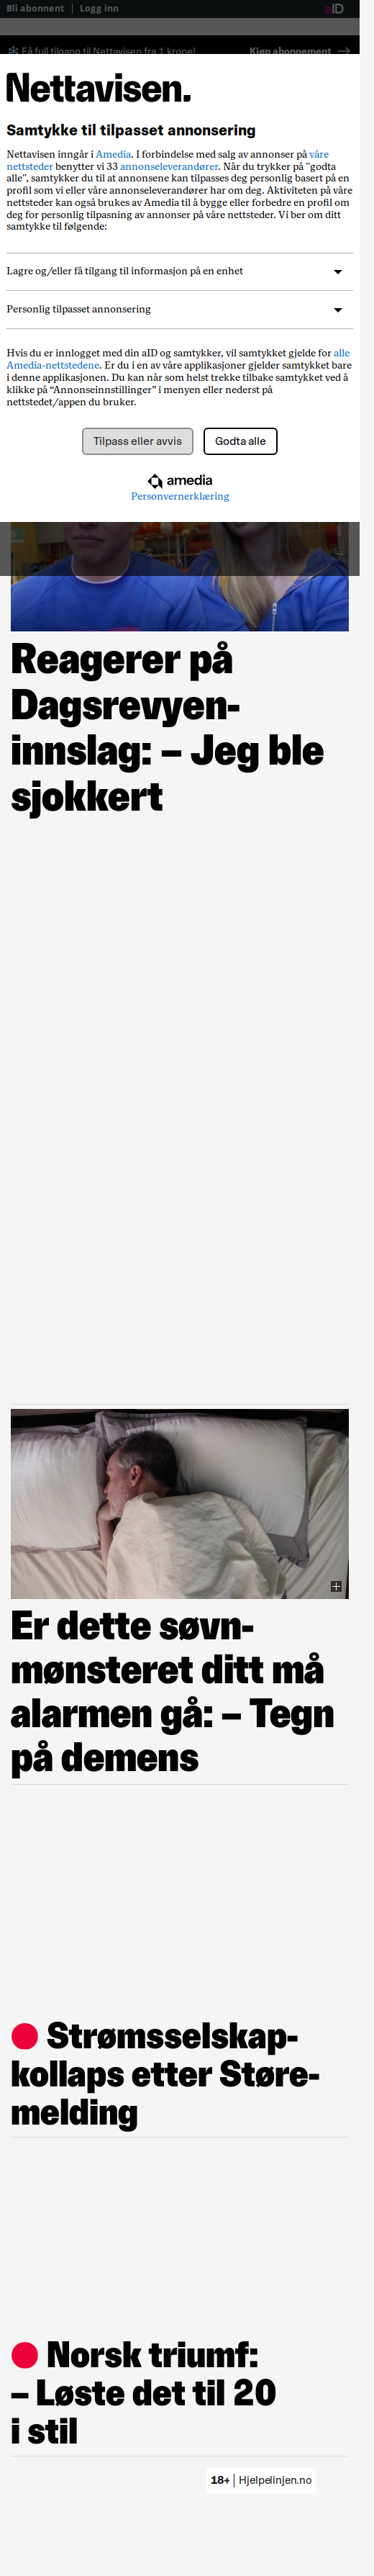 Bli abonnent | Logg inn
aID
Få full tilgang til Nettavisen fra 1 krone!
Kjøp abonnement →
Nettavisen.
Samtykke til tilpasset annonsering
Nettavisen inngår i Amedia. I forbindelse med salg av annonser på våre
nettsteder benytter vi 33 annonseleverandører. Når du trykker på "godta
alle", samtykker du til at annonsene kan tilpasses deg personlig basert på en
profil som vi eller våre annonseleverandører har om deg. Aktiviteten på våre
nettsteder kan også brukes av Amedia til å bygge eller forbedre en profil om
deg for personlig tilpasning av annonser på våre nettsteder. Vi ber om ditt
samtykke til følgende:
Lagre og/eller få tilgang til informasjon på en enhet
Personlig tilpasset annonsering
Hvis du er innlogget med din aID og samtykker, vil samtykket gjelde for alle
Amedia-nettstedene. Er du i en av våre applikasjoner gjelder samtykket bare
i denne applikasjonen. Du kan når som helst trekke tilbake samtykket ved å
klikke på “Annonseinnstillinger” i menyen eller nederst på
nettstedet/appen du bruker.
Tilpass eller avvis
Godta alle
amedia
Personvernerklæring
Reagerer på
Dagsrevyen-
innslag: – Jeg ble
sjokkert
Er dette søvn-
mønsteret ditt må
alarmen gå: – Tegn
på demens
Strømsselskap-
kollaps etter Støre-
melding
Norsk triumf:
– Løste det til 20
i stil
18+ | Hjelpelinjen.no